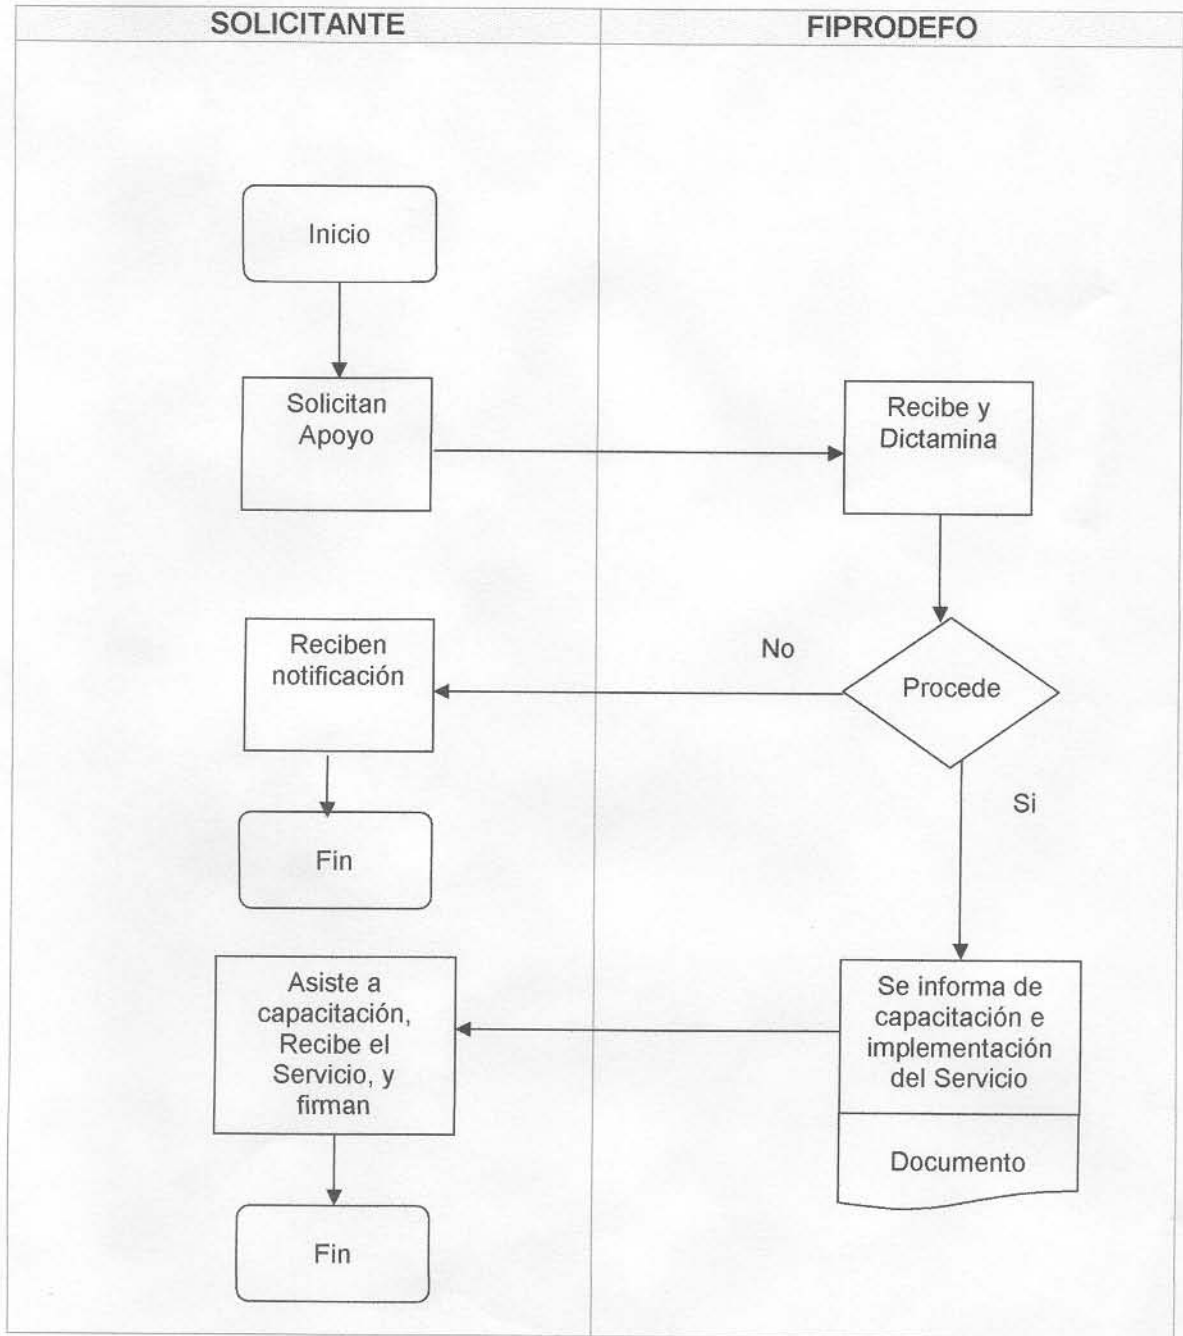 SOLICITANTE
FIPRODEFO
Inicio
Solicitan
Apoyo
Recibe y
Dictamina
Reciben
notificación
No
Procede
Si
Fin
Se informa de
capacitación e
implementación
del Servicio
Documento
Asiste a
capacitación,
Recibe el
Servicio, y
firman
Fin